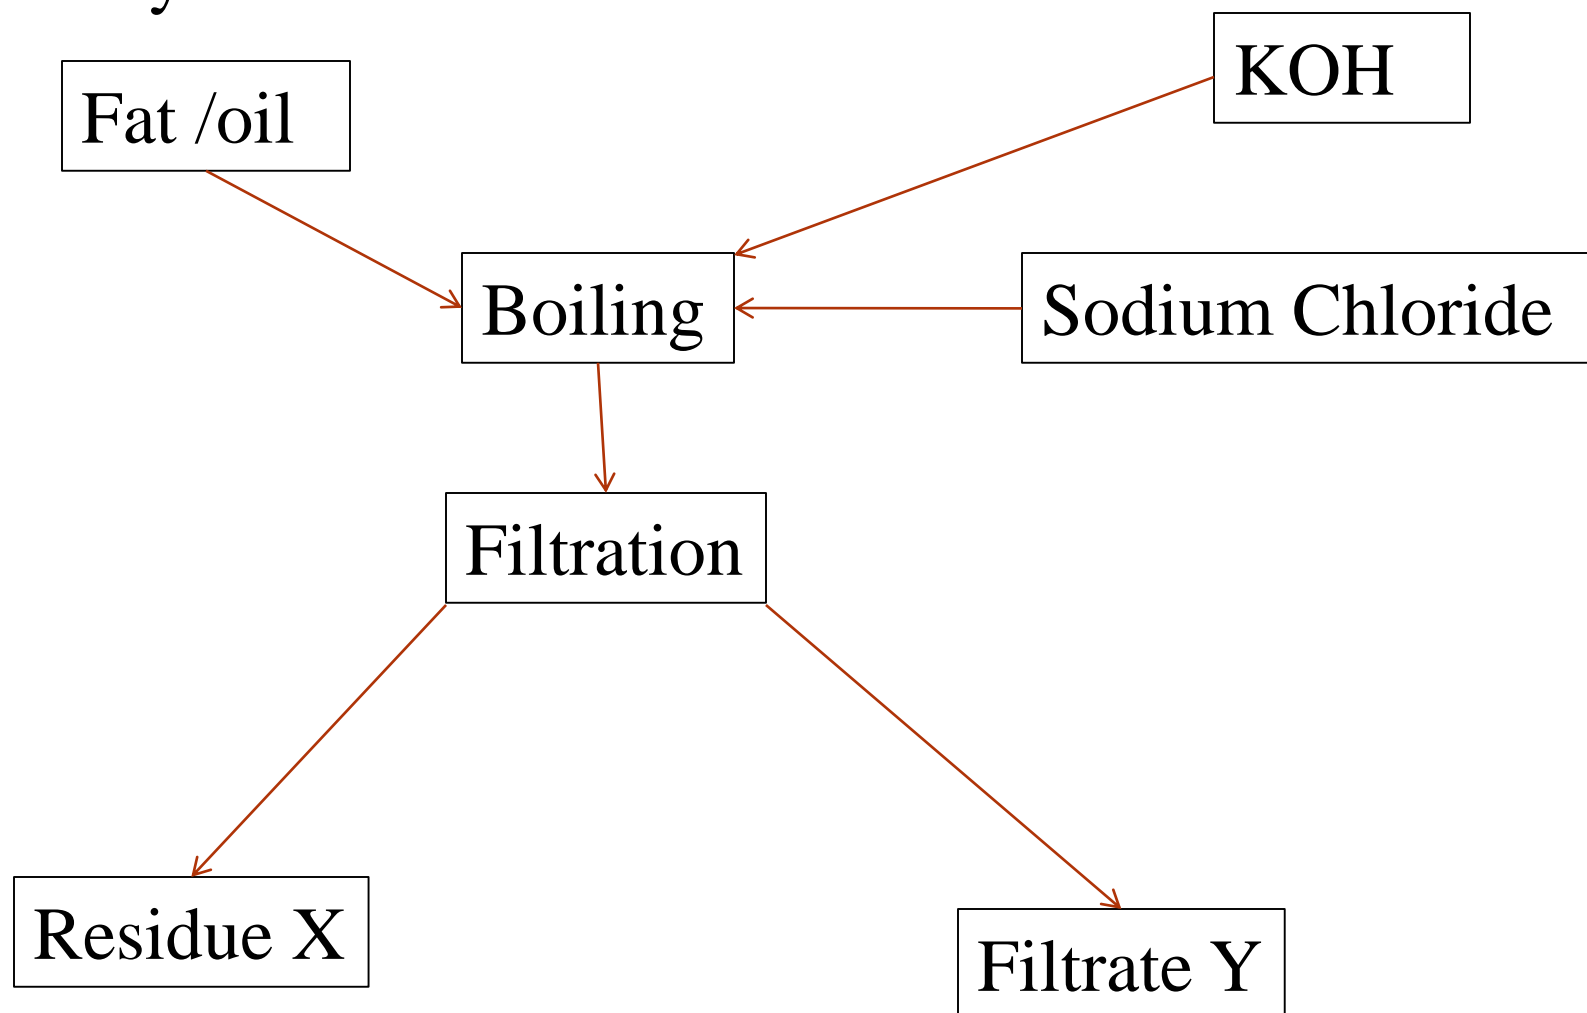 Fat /oil
KOH
Boiling
Sodium Chloride
Filtration
Residue X
Filtrate Y